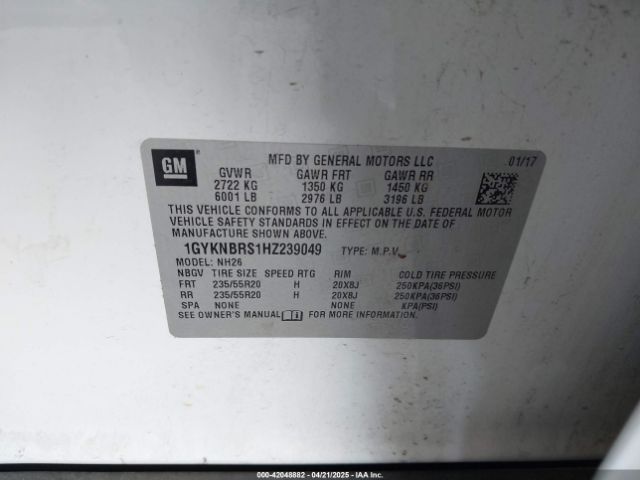 GM
MFD BY GENERAL MOTORS LLC 01/17
GVWR GAWR FRT GAWR RR
2722 KG 1350 KG 1450 KG
6001 LB 2976 LB 3196 LB
THIS VEHICLE CONFORMS TO ALL APPLICABLE U.S. FEDERAL MOTOR
VEHICLE SAFETY STANDARDS IN EFFECT ON THE DATE OF
MANUFACTURE SHOWN ABOVE.
1GYKNBRS1HZ239049 TYPE: M.P.V.
MODEL: NH26
NBGV TIRE SIZE SPEED RTG RIM COLD TIRE PRESSURE
FRT 235/55R20 H 20X8J 250KPA(36PSI)
RR 235/55R20 H 20X8J 250KPA(36PSI)
SPA NONE NONE KPA(PSI)
SEE OWNER'S MANUAL FOR MORE INFORMATION.
000-42048882 - 04/21/2025 - IAA Inc.